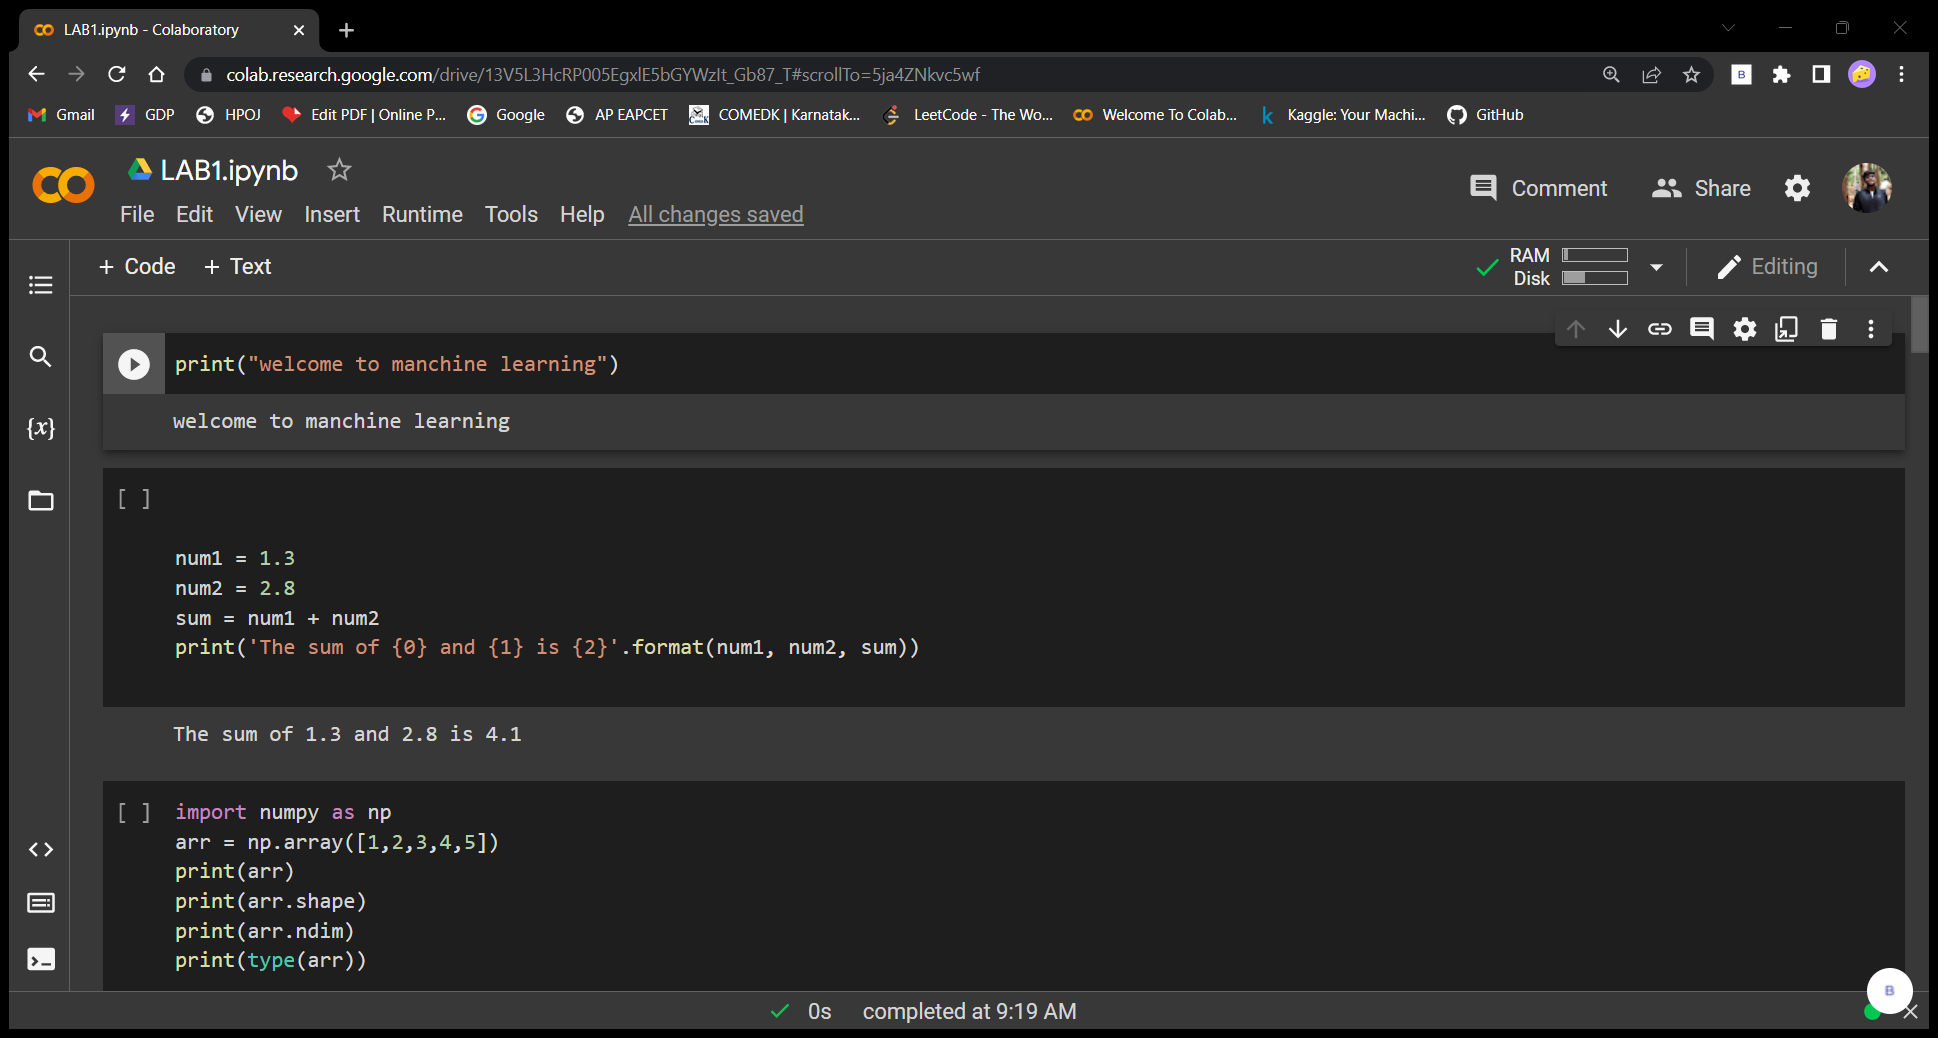 LAB1.ipynb - Colaboratory
colab.research.google.com/drive/13V5L3HcRP005EgxlE5bGYWzIt_Gb87_T#scrollTo=5ja4ZNkvc5wf
B
Gmail GDP HPOJ Edit PDF | Online P... Google AP EAPCET COMEDK | Karnatak... LeetCode - The Wo... Welcome To Colab... Kaggle: Your Machi... GitHub
LAB1.ipynb
Comment Share
File Edit View Insert Runtime Tools Help All changes saved
+ Code + Text
RAM
Disk
Editing
print("welcome to manchine learning")
welcome to manchine learning
{x}
[ ]
num1 = 1.3
num2 = 2.8
sum = num1 + num2
print('The sum of {0} and {1} is {2}'.format(num1, num2, sum))
The sum of 1.3 and 2.8 is 4.1
[ ] import numpy as np
arr = np.array([1,2,3,4,5])
print(arr)
print(arr.shape)
print(arr.ndim)
print(type(arr))
B
0s completed at 9:19 AM